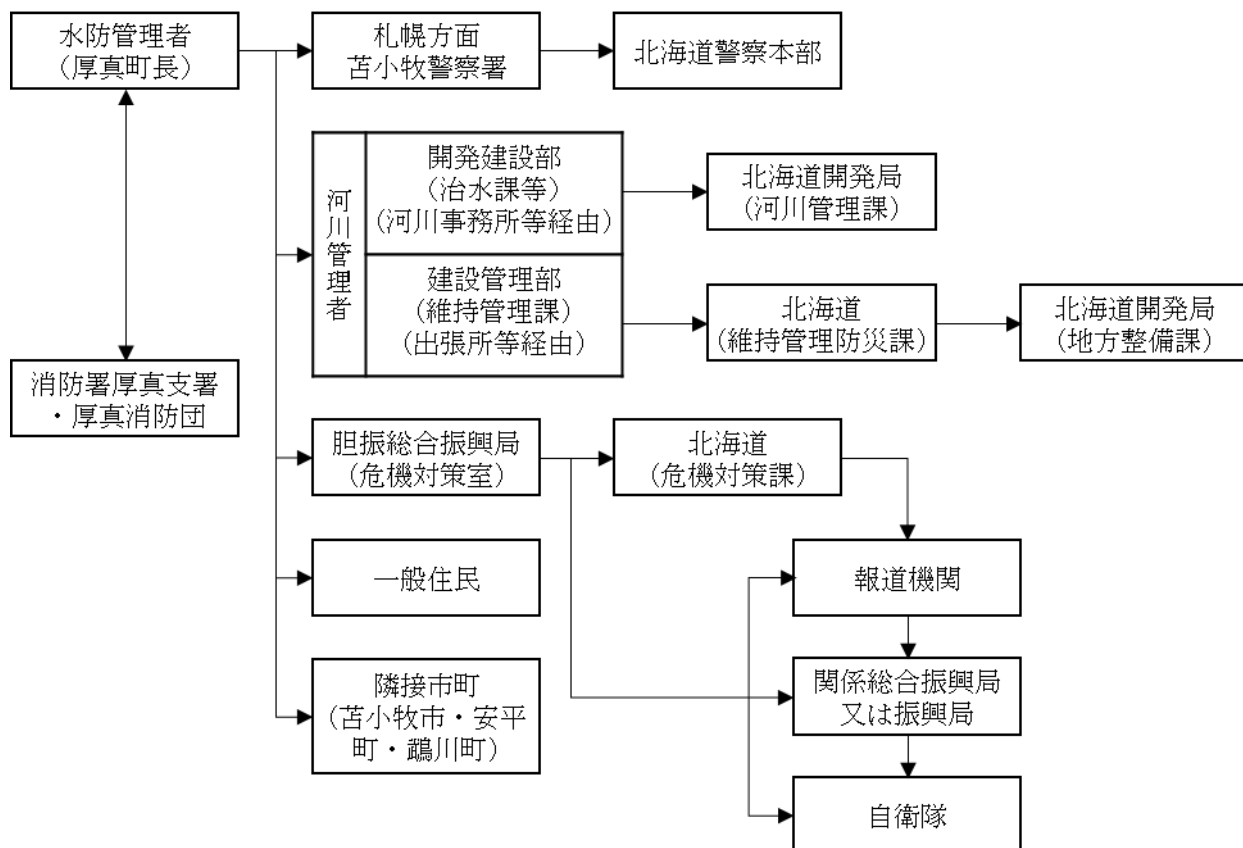 水防管理者
(厚真町長)
札幌方面
苫小牧警察署
北海道警察本部
河川管理者
開発建設部
(治水課等)
(河川事務所等経由)
北海道開発局
(河川管理課)
建設管理部
(維持管理課)
(出張所等経由)
北海道
(維持管理防災課)
北海道開発局
(地方整備課)
消防署厚真支署
・厚真消防団
胆振総合振興局
(危機対策室)
北海道
(危機対策課)
一般住民
報道機関
隣接市町
(苫小牧市・安平
町・鵡川町)
関係総合振興局
又は振興局
自衛隊